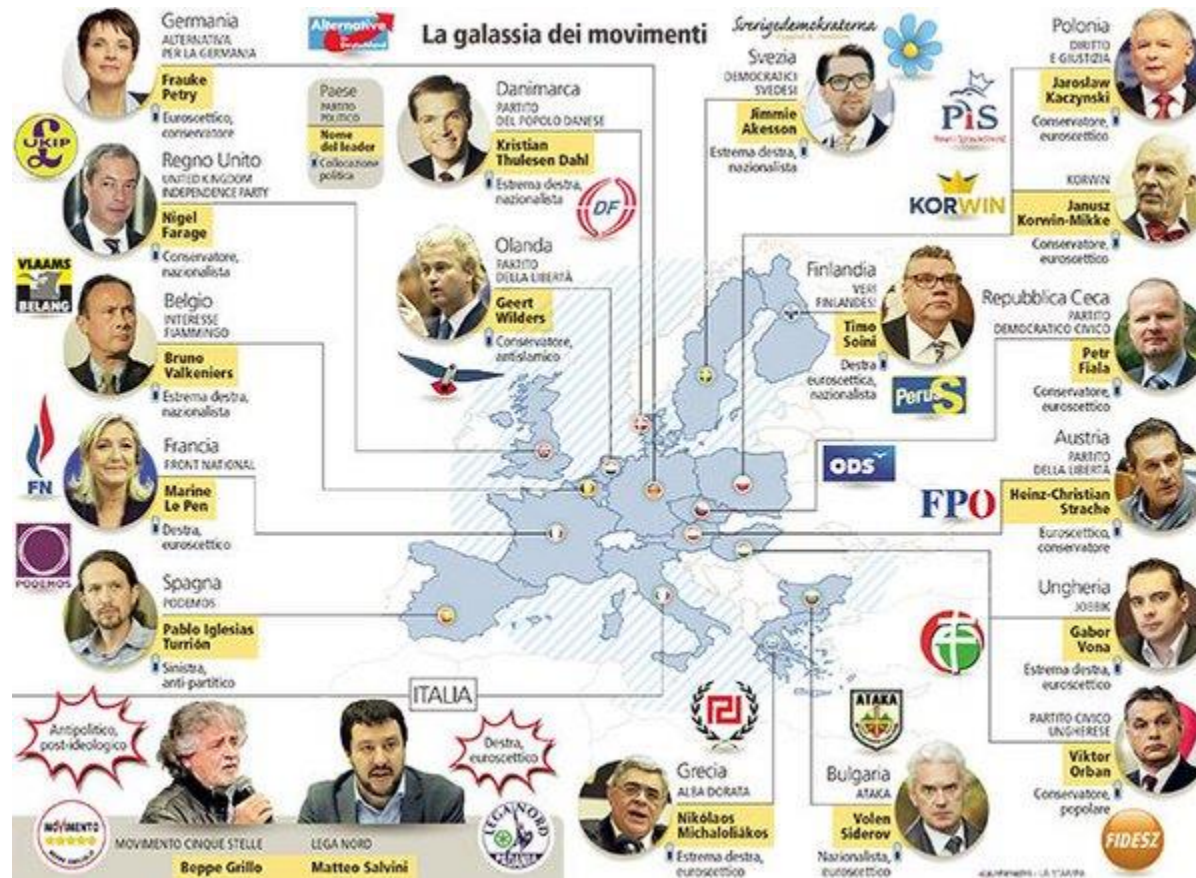 La galassia dei movimenti
Germania
ALTERNATIVA
PER LA GERMANIA
Frauke
Petry
Euroscettico,
conservatore
Alternative
Paese
PARTITO
POLITICO
Nome
del leader
Collocazione
politica
Danimarca
PARTITO
DEL POPOLO DANESE
Kristian
Thulesen Dahl
Estrema destra,
nazionalista
DF
Sverigedemokraterna
Svezia
DEMOCRATICI
SVEDESI
Jimmie
Akesson
Estrema destra,
nazionalista
Polonia
DIRITTO
E GIUSTIZIA
Jarosław
Kaczynski
Conservatore,
euroscettico
PiS
KORWIN
KORWIN
Janusz
Korwin-Mikke
Conservatore,
euroscettico
UKIP
Regno Unito
UNITED KINGDOM
INDEPENDENCE PARTY
Nigel
Farage
Conservatore,
nazionalista
Olanda
PARTITO
DELLA LIBERTÀ
Geert
Wilders
Conservatore,
antislamico
Finlandia
VERI
FINLANDESI
Timo
Soini
Destra
euroscettica,
nazionalista
PerusS
Repubblica Ceca
PARTITO
DEMOCRATICO CIVICO
Petr
Fiala
Conservatore,
euroscettico
ODS
VLAAMS
BELANG
Belgio
INTERESSE
FIAMMINGO
Bruno
Valkeniers
Estrema destra,
nazionalista
FN
Francia
FRONT NATIONAL
Marine
Le Pen
Destra,
euroscettico
Austria
PARTITO
DELLA LIBERTÀ
Heinz-Christian
Strache
Euroscettico,
conservatore
FPO
PODEMOS
Spagna
PODEMOS
Pablo Iglesias
Turrión
Sinistra,
anti-partitico
Ungheria
JOBBIK
Gabor
Vona
Estrema destra,
euroscettico
PARTITO CIVICO
UNGHERESE
Viktor
Orban
Conservatore,
popolare
FIDESZ
ITALIA
Antipolitico,
post-ideologico
MOVIMENTO
MOVIMENTO CINQUE STELLE
Beppe Grillo
Destra,
euroscettico
LEGA NORD
PADANIA
LEGA NORD
Matteo Salvini
Grecia
ALBA DORATA
Nikólaos
Michaloliákos
Estrema destra,
euroscettico
ATAKA
Bulgaria
ATAKA
Volen
Siderov
Nazionalista,
euroscettico
LA STAMPA